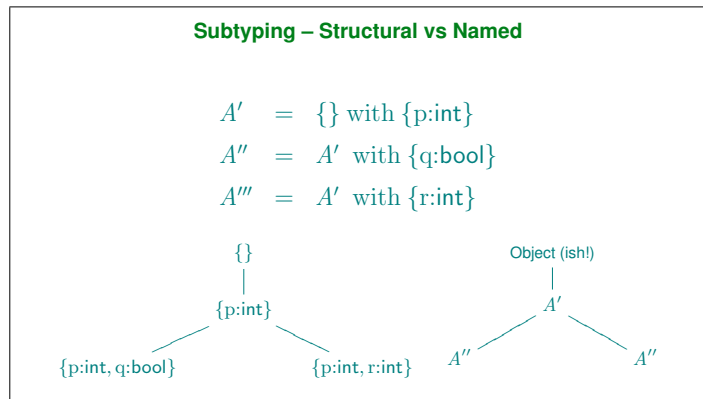 Subtyping – Structural vs Named
A′ = {} with {p:int}
A′′ = A′ with {q:bool}
A′′′ = A′ with {r:int}
{}
Object (ish!)
{p:int}
A′
{p:int, q:bool}
{p:int, r:int}
A′′
A′′